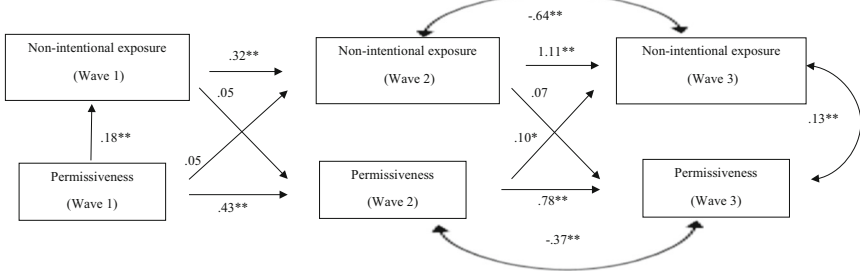 -.64**
Non-intentional exposure
(Wave 1)
.32**
Non-intentional exposure
(Wave 2)
1.11**
Non-intentional exposure
(Wave 3)
.05
.07
.18**
.13**
.05
.10*
Permissiveness
(Wave 1)
.43**
Permissiveness
(Wave 2)
.78**
Permissiveness
(Wave 3)
-.37**